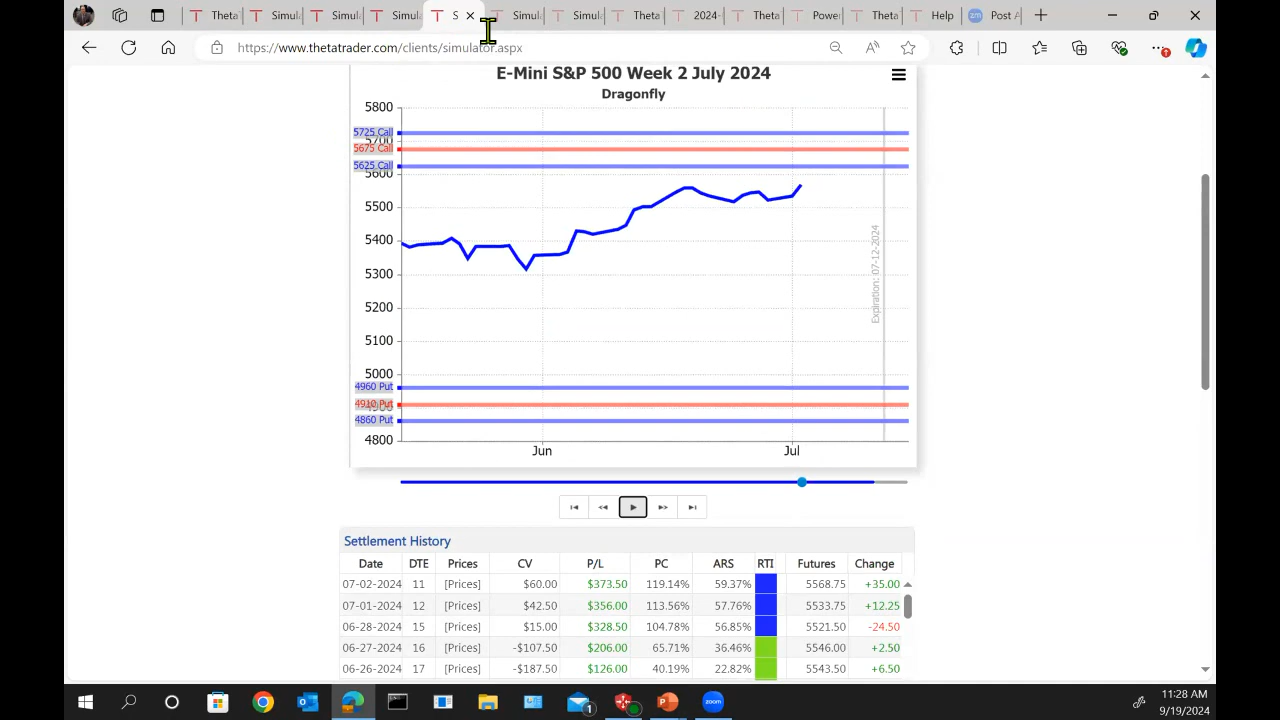 Theta
Simula
Simul
Simula
S
Simul
Simul
Theta
2024-
Theta
Power
Theta
Help
zm
Post A
https://www.thetatrader.com/clients/simulator.aspx
E-Mini S&P 500 Week 2 July 2024
Dragonfly
5800
5725 Call
5700
5675 Call
5625 Call
5600
5500
5400
5300
5200
5100
5000
4960 Put
4910 Put
4860 Put
4800
Expiration: 07-12-2024
Jun
Jul
Settlement History
Date DTE Prices CV P/L PC ARS RTI Futures Change
07-02-2024 11 [Prices] $60.00 $373.50 119.14% 59.37% 5568.75 +35.00
07-01-2024 12 [Prices] $42.50 $356.00 113.56% 57.76% 5533.75 +12.25
06-28-2024 15 [Prices] $15.00 $328.50 104.78% 56.85% 5521.50 -24.50
06-27-2024 16 [Prices] -$107.50 $206.00 65.71% 36.46% 5546.00 +2.50
06-26-2024 17 [Prices] -$187.50 $126.00 40.19% 22.82% 5543.50 +6.50
1
zoom
11:28 AM
9/19/2024